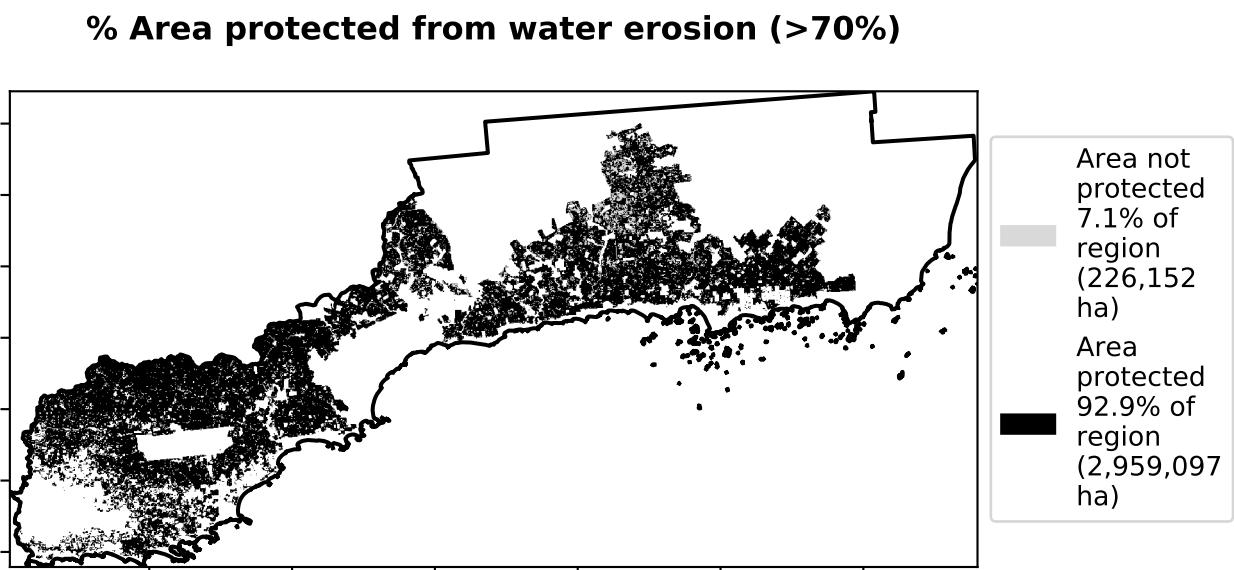 % Area protected from water erosion (>70%)
Area not
protected
7.1% of
region
(226,152
ha)
Area
protected
92.9% of
region
(2,959,097
ha)